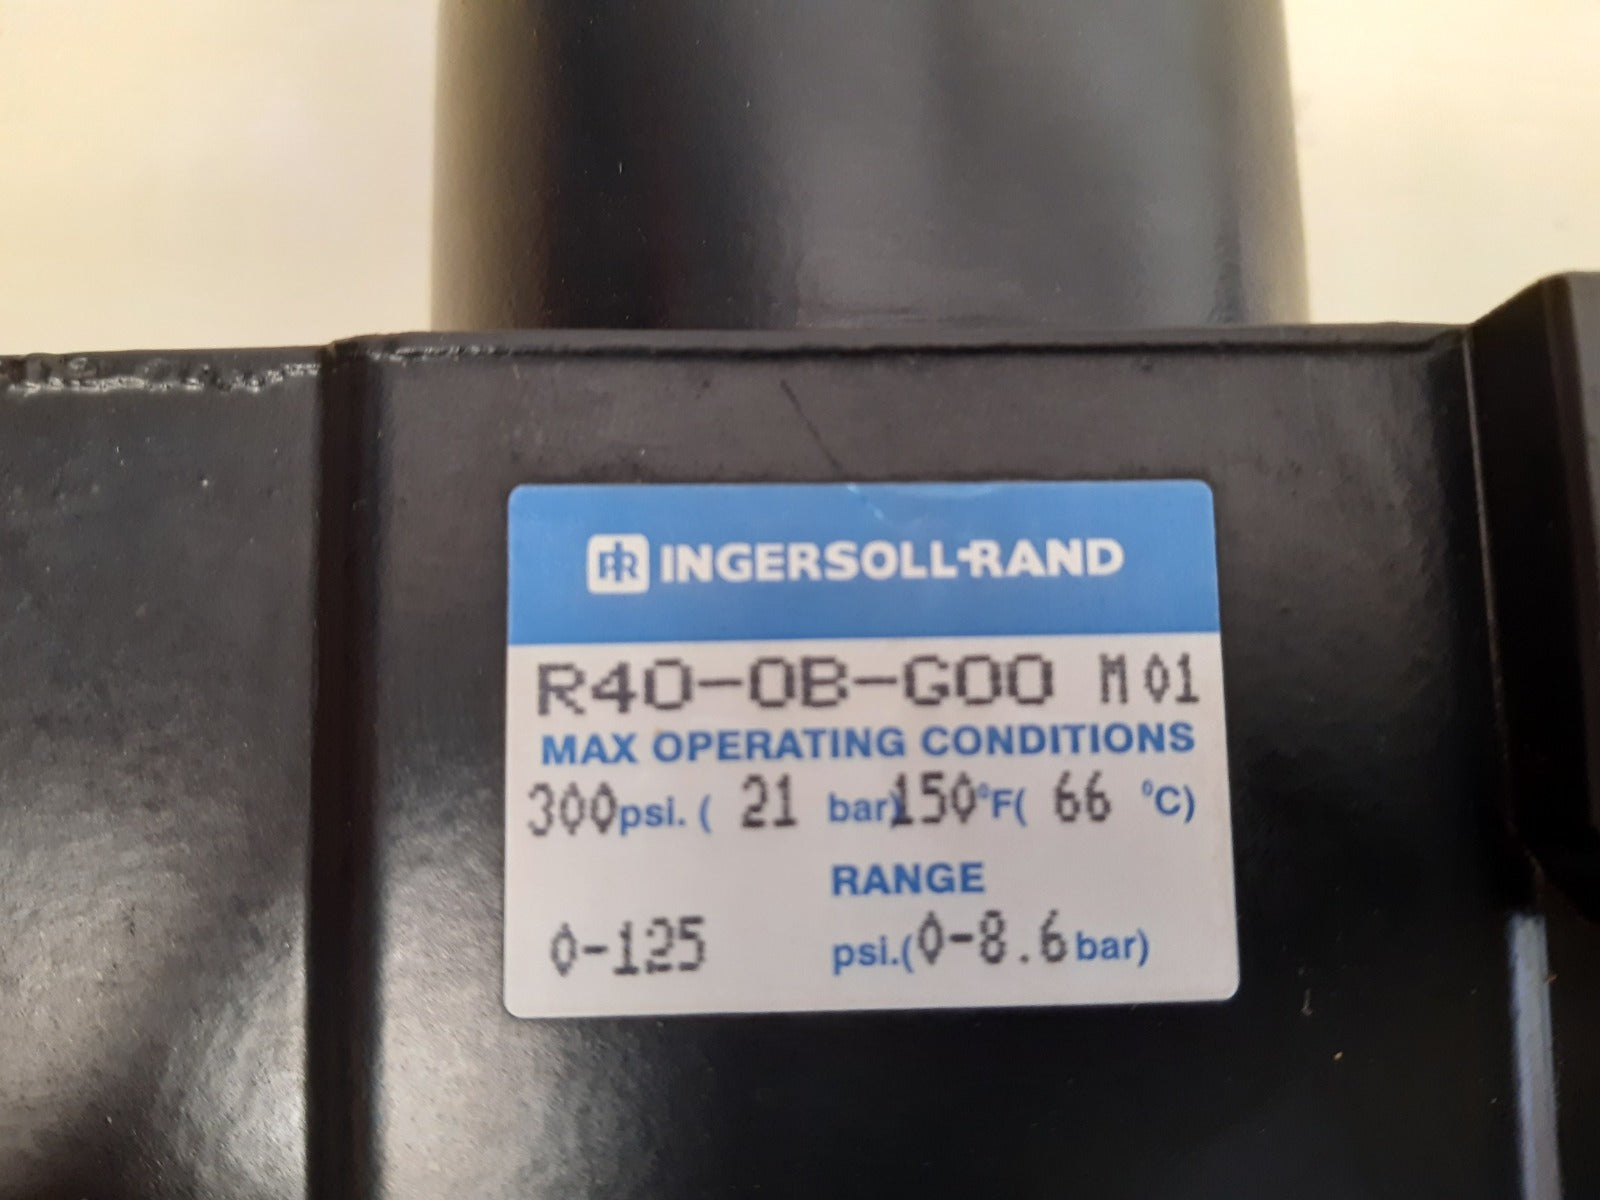 IR INGERSOLL-RAND
R40-0B-G00 M01
MAX OPERATING CONDITIONS
300psi. ( 21 bar)150°F( 66 °C)
RANGE
0-125 psi.(0-8.6bar)